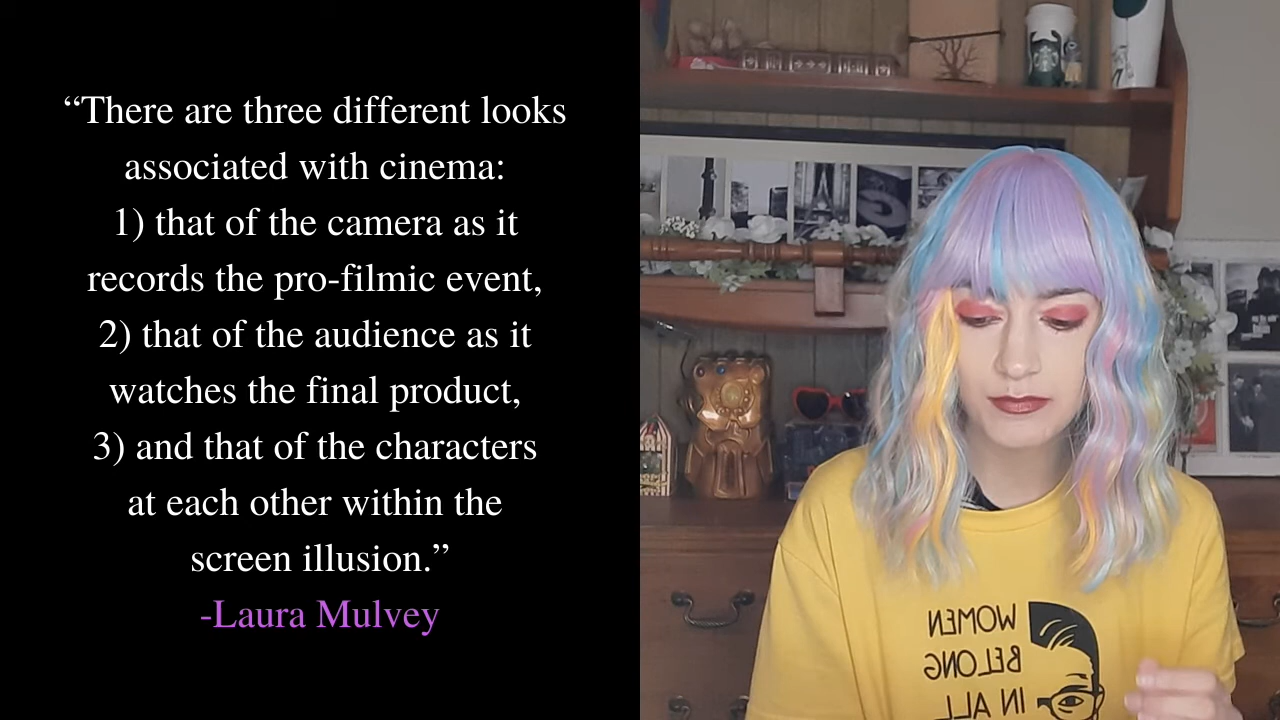 “There are three different looks
associated with cinema:
1) that of the camera as it
records the pro-filmic event,
2) that of the audience as it
watches the final product,
3) and that of the characters
at each other within the
screen illusion.”
-Laura Mulvey
WOMEN
BELONG
IN ALL